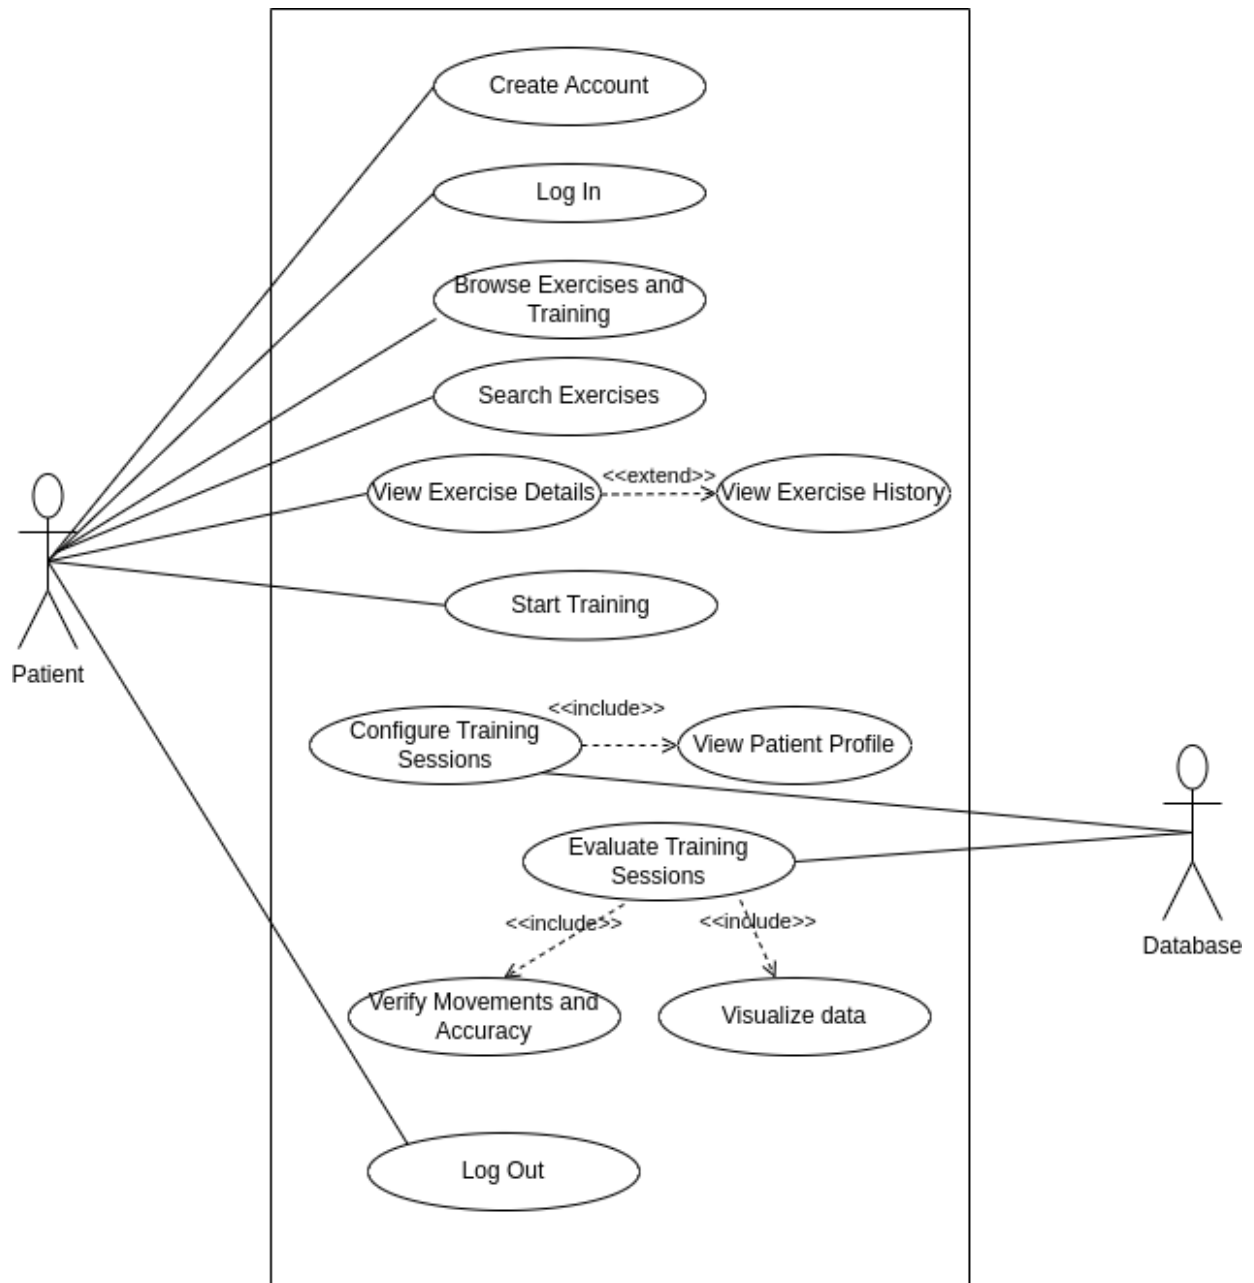 Create Account
Log In
Browse Exercises and
Training
Search Exercises
View Exercise Details
<<extend>>
View Exercise History
Start Training
Patient
Configure Training
Sessions
<<include>>
View Patient Profile
Evaluate Training
Sessions
<<include>>
<<include>>
Database
Verify Movements and
Accuracy
Visualize data
Log Out